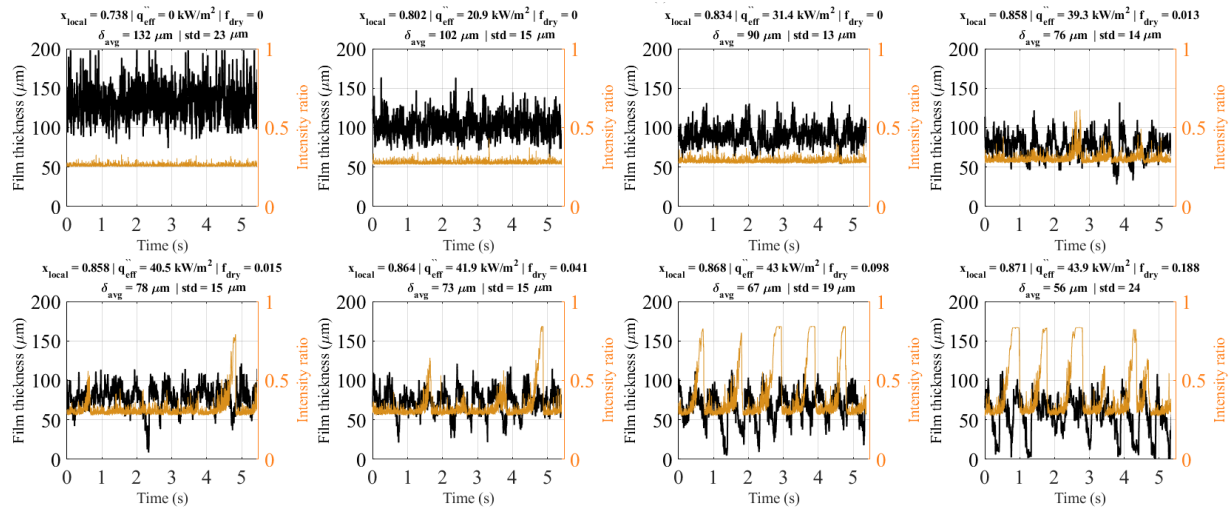 x_local = 0.738 | q̈_eff = 0 kW/m² | f_dry = 0
δ_avg = 132 μm | std = 23 μm
200
150
100
50
0
Film thickness (μm)
0 1 2 3 4 5
Time (s)
1
0.5
0
Intensity ratio
x_local = 0.802 | q̈_eff = 20.9 kW/m² | f_dry = 0
δ_avg = 102 μm | std = 15 μm
200
150
100
50
0
Film thickness (μm)
0 1 2 3 4 5
Time (s)
1
0.5
0
Intensity ratio
x_local = 0.834 | q̈_eff = 31.4 kW/m² | f_dry = 0
δ_avg = 90 μm | std = 13 μm
200
150
100
50
0
Film thickness (μm)
0 1 2 3 4 5
Time (s)
1
0.5
0
Intensity ratio
x_local = 0.858 | q̈_eff = 39.3 kW/m² | f_dry = 0.013
δ_avg = 76 μm | std = 14 μm
200
150
100
50
0
Film thickness (μm)
0 1 2 3 4 5
Time (s)
1
0.5
0
Intensity ratio
x_local = 0.858 | q̈_eff = 40.5 kW/m² | f_dry = 0.015
δ_avg = 78 μm | std = 15 μm
200
150
100
50
0
Film thickness (μm)
0 1 2 3 4 5
Time (s)
1
0.5
0
Intensity ratio
x_local = 0.864 | q̈_eff = 41.9 kW/m² | f_dry = 0.041
δ_avg = 73 μm | std = 15 μm
200
150
100
50
0
Film thickness (μm)
0 1 2 3 4 5
Time (s)
1
0.5
0
Intensity ratio
x_local = 0.868 | q̈_eff = 43 kW/m² | f_dry = 0.098
δ_avg = 67 μm | std = 19 μm
200
150
100
50
0
Film thickness (μm)
0 1 2 3 4 5
Time (s)
1
0.5
0
Intensity ratio
x_local = 0.871 | q̈_eff = 43.9 kW/m² | f_dry = 0.188
δ_avg = 56 μm | std = 24
200
150
100
50
0
Film thickness (μm)
0 1 2 3 4 5
Time (s)
1
0.5
0
Intensity ratio